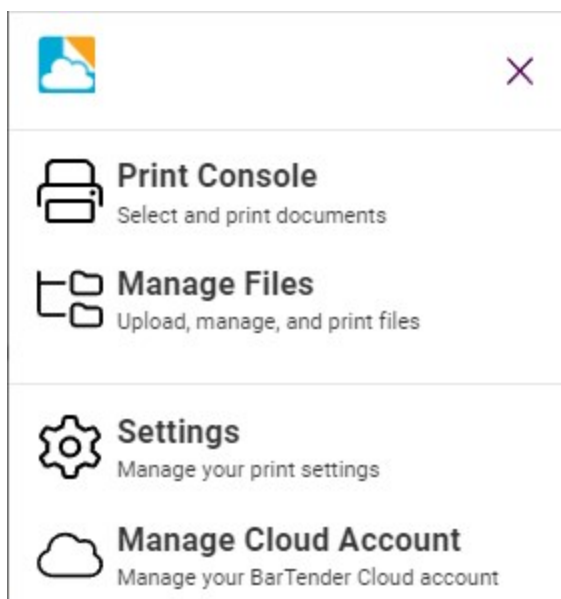 Print Console
Select and print documents
Manage Files
Upload, manage, and print files
Settings
Manage your print settings
Manage Cloud Account
Manage your BarTender Cloud account